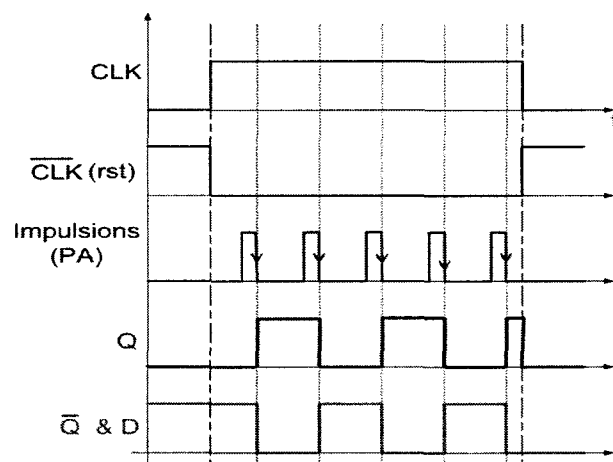 CLK
CLK (rst)
Impulsions
(PA)
Q
Q & D